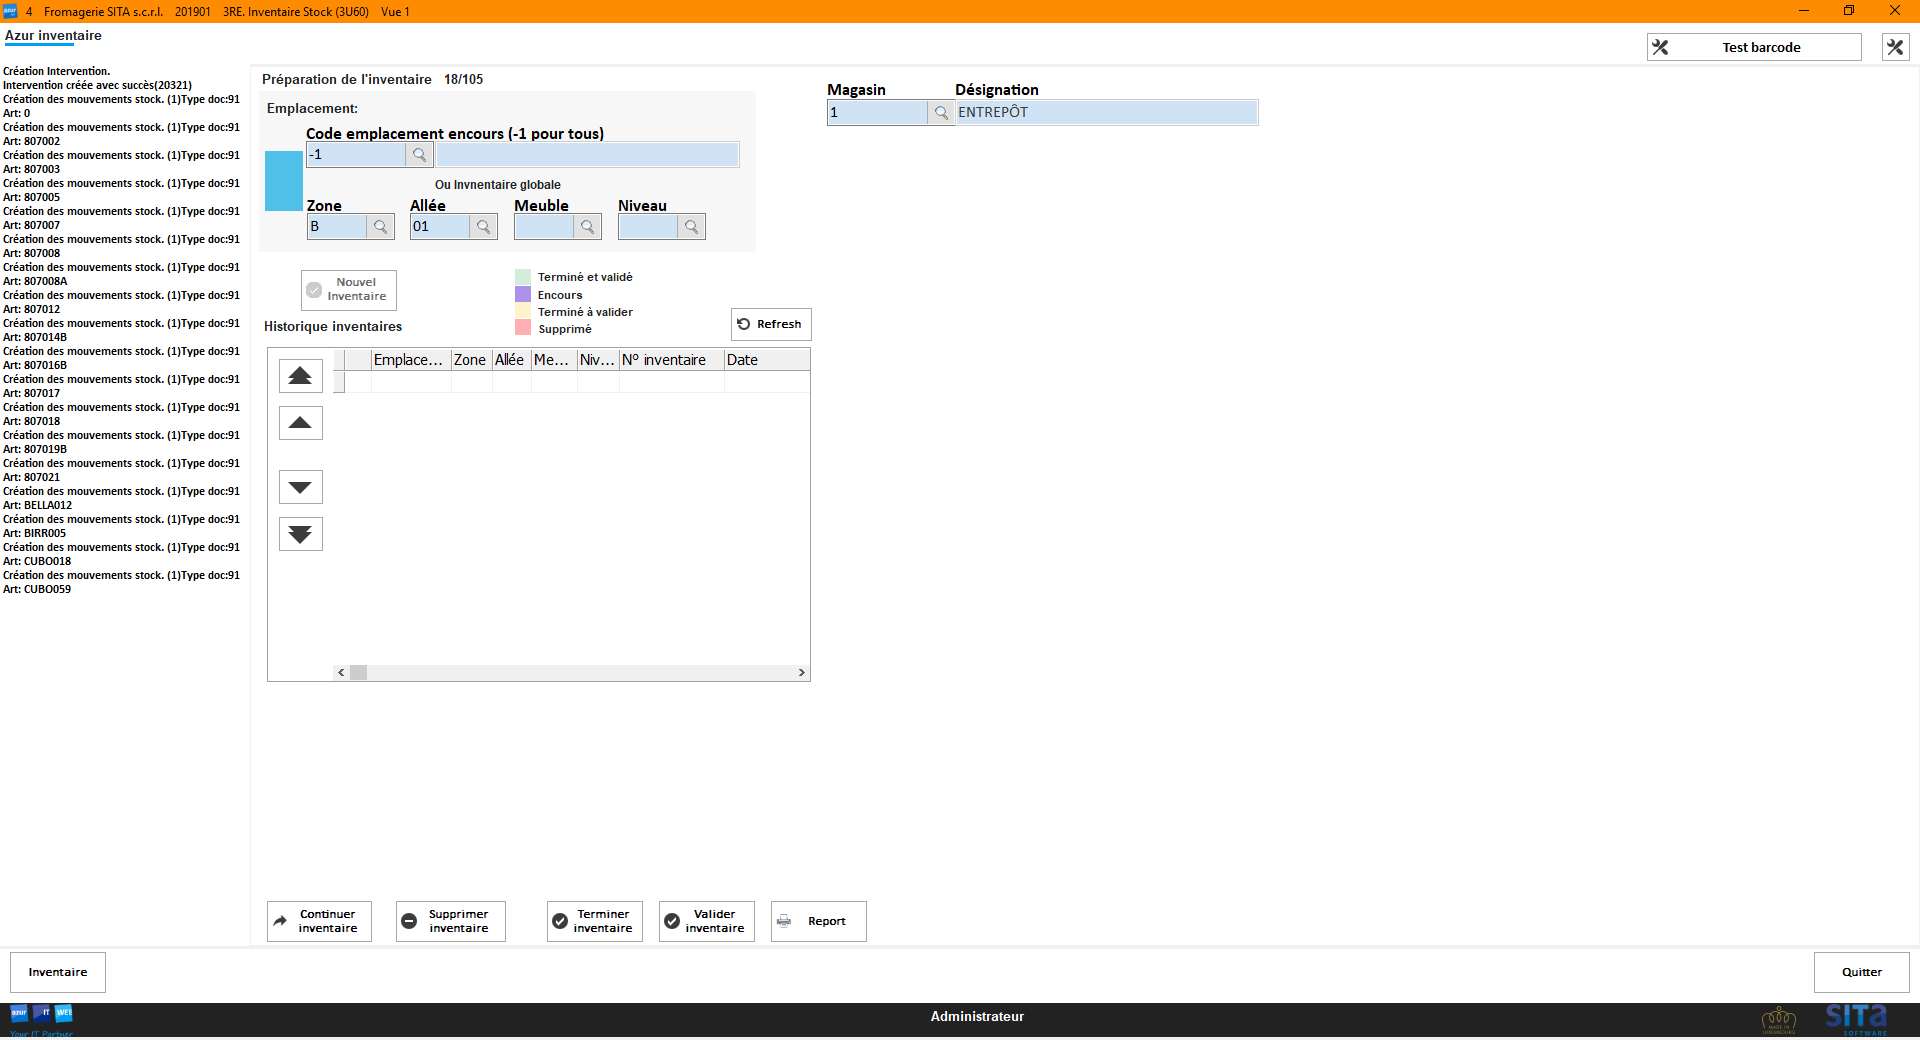 4 Fromagerie SITA s.c.r.l. 201901 3RE. Inventaire Stock (3U60) Vue 1
Azur inventaire
Test barcode
Création Intervention.
Intervention créée avec succès(20321)
Création des mouvements stock. (1)Type doc:91
Art: 0
Création des mouvements stock. (1)Type doc:91
Art: 807002
Création des mouvements stock. (1)Type doc:91
Art: 807003
Création des mouvements stock. (1)Type doc:91
Art: 807005
Création des mouvements stock. (1)Type doc:91
Art: 807007
Création des mouvements stock. (1)Type doc:91
Art: 807008
Création des mouvements stock. (1)Type doc:91
Art: 807008A
Création des mouvements stock. (1)Type doc:91
Art: 807012
Création des mouvements stock. (1)Type doc:91
Art: 807014B
Création des mouvements stock. (1)Type doc:91
Art: 807016B
Création des mouvements stock. (1)Type doc:91
Art: 807017
Création des mouvements stock. (1)Type doc:91
Art: 807018
Création des mouvements stock. (1)Type doc:91
Art: 807019B
Création des mouvements stock. (1)Type doc:91
Art: 807021
Création des mouvements stock. (1)Type doc:91
Art: BELLA012
Création des mouvements stock. (1)Type doc:91
Art: BIRR005
Création des mouvements stock. (1)Type doc:91
Art: CUBO018
Création des mouvements stock. (1)Type doc:91
Art: CUBO059
Préparation de l'inventaire 18/105
Emplacement:
Code emplacement encours (-1 pour tous)
-1
Ou Invnentaire globale
Zone Allée Meuble Niveau
B 01
Magasin Désignation
1 ENTREPÔT
Nouvel
Inventaire
Terminé et validé
Encours
Terminé à valider
Supprimé
Historique inventaires
Refresh
Emplace... Zone Allée Me... Niv... Nº inventaire Date
Continuer
inventaire
Supprimer
inventaire
Terminer
inventaire
Valider
inventaire
Report
Inventaire
Quitter
azur IT WEB
Your IT Partner
Administrateur
MADE IN
LUXEMBOURG
SITa
SOFTWARE